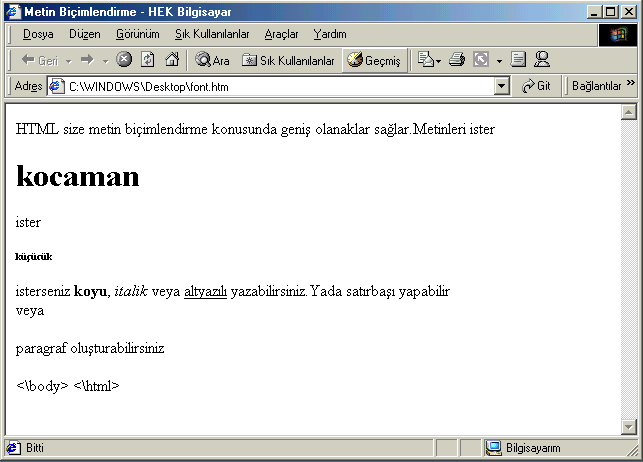 Metin Biçimlendirme - HEK Bilgisayar
Dosya Düzen Görünüm Sık Kullanılanlar Araçlar Yardım
Geri Ara Sık Kullanılanlar Geçmiş
Adres C:\WINDOWS\Desktop\font.htm Git Bağlantılar »
HTML size metin biçimlendirme konusunda geniş olanaklar sağlar.Metinleri ister
kocaman
ister
küçücük
isterseniz koyu, italik veya altyazılı yazabilirsiniz.Yada satırbaşı yapabilir
veya
paragraf oluşturabilirsiniz
<\body> <\html>
Bitti Bilgisayarım